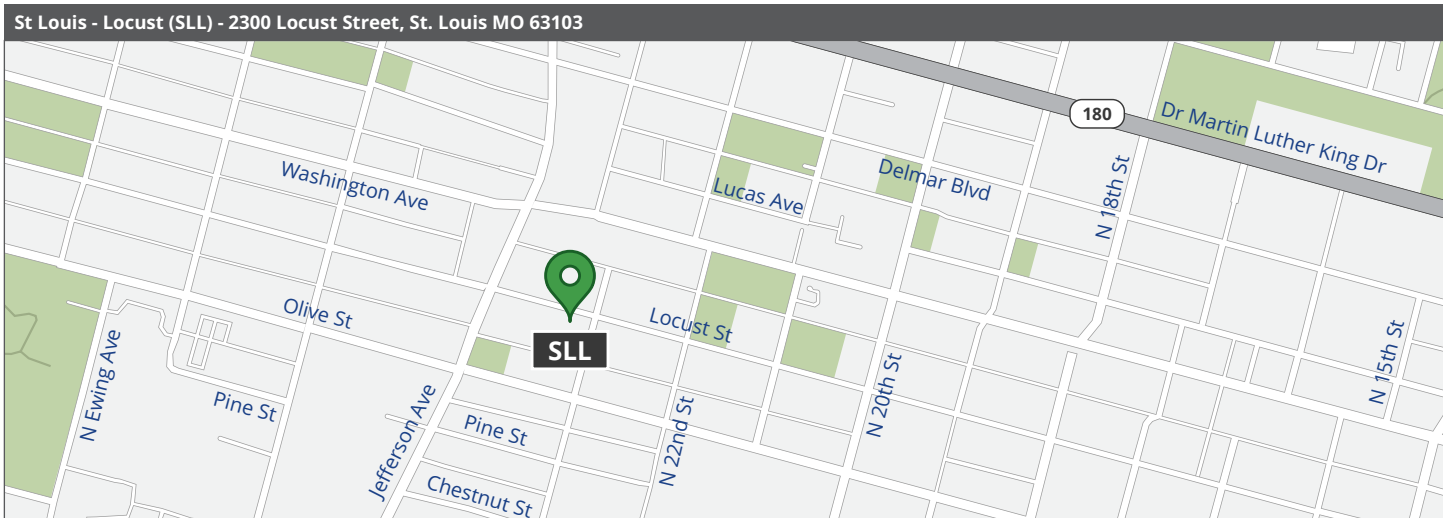 St Louis - Locust (SLL) - 2300 Locust Street, St. Louis MO 63103
180
Dr Martin Luther King Dr
Washington Ave
Lucas Ave
Delmar Blvd
N 18th St
Olive St
Locust St
SLL
N Ewing Ave
Pine St
Jefferson Ave
Pine St
N 22nd St
N 20th St
N 15th St
Chestnut St